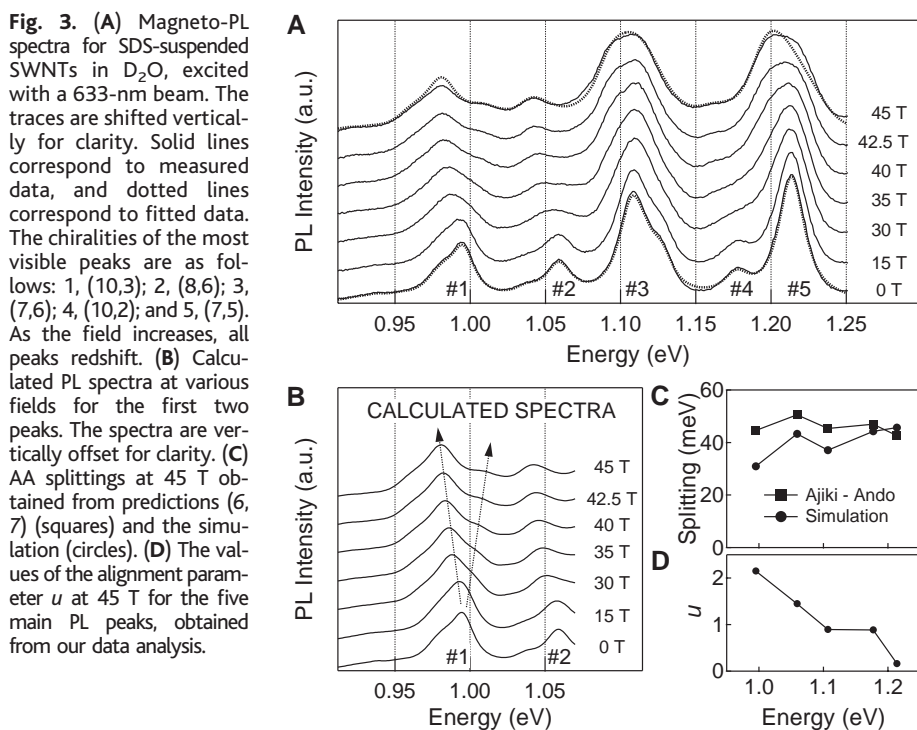 Fig. 3. (A) Magneto-PL
spectra for SDS-suspended
SWNTs in D₂O, excited
with a 633-nm beam. The
traces are shifted vertical-
ly for clarity. Solid lines
correspond to measured
data, and dotted lines
correspond to fitted data.
The chiralities of the most
visible peaks are as fol-
lows: 1, (10,3); 2, (8,6); 3,
(7,6); 4, (10,2); and 5, (7,5).
As the field increases, all
peaks redshift. (B) Calcu-
lated PL spectra at various
fields for the first two
peaks. The spectra are ver-
tically offset for clarity. (C)
AA splittings at 45 T ob-
tained from predictions (6,
7) (squares) and the simu-
lation (circles). (D) The val-
ues of the alignment param-
eter u at 45 T for the five
main PL peaks, obtained
from our data analysis.
A
PL Intensity (a.u.)
45 T
42.5 T
40 T
35 T
30 T
15 T
0 T
#1 #2 #3 #4 #5
0.95 1.00 1.05 1.10 1.15 1.20 1.25
Energy (eV)
B
CALCULATED SPECTRA
PL Intensity (a.u.)
45 T
42.5 T
40 T
35 T
30 T
15 T
0 T
#1 #2
0.95 1.00 1.05
Energy (eV)
C
Splitting (meV)
60
40
20
0
Ajiki - Ando
Simulation
D
u
2
1
0
1.0 1.1 1.2
Energy (eV)